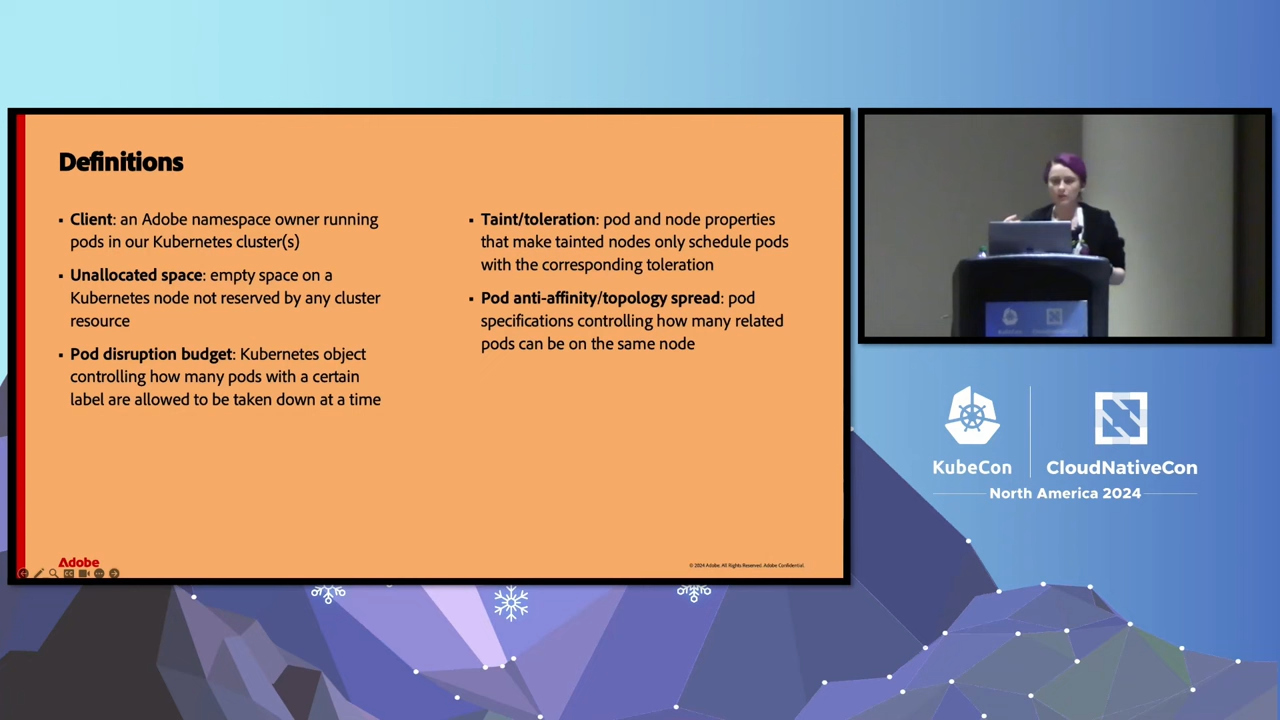 Definitions
▪ Client: an Adobe namespace owner running
pods in our Kubernetes cluster(s)
▪ Unallocated space: empty space on a
Kubernetes node not reserved by any cluster
resource
▪ Pod disruption budget: Kubernetes object
controlling how many pods with a certain
label are allowed to be taken down at a time
▪ Taint/toleration: pod and node properties
that make tainted nodes only schedule pods
with the corresponding toleration
▪ Pod anti-affinity/topology spread: pod
specifications controlling how many related
pods can be on the same node
Adobe
© 2024 Adobe. All Rights Reserved. Adobe Confidential.
KubeCon
CloudNativeCon
North America 2024